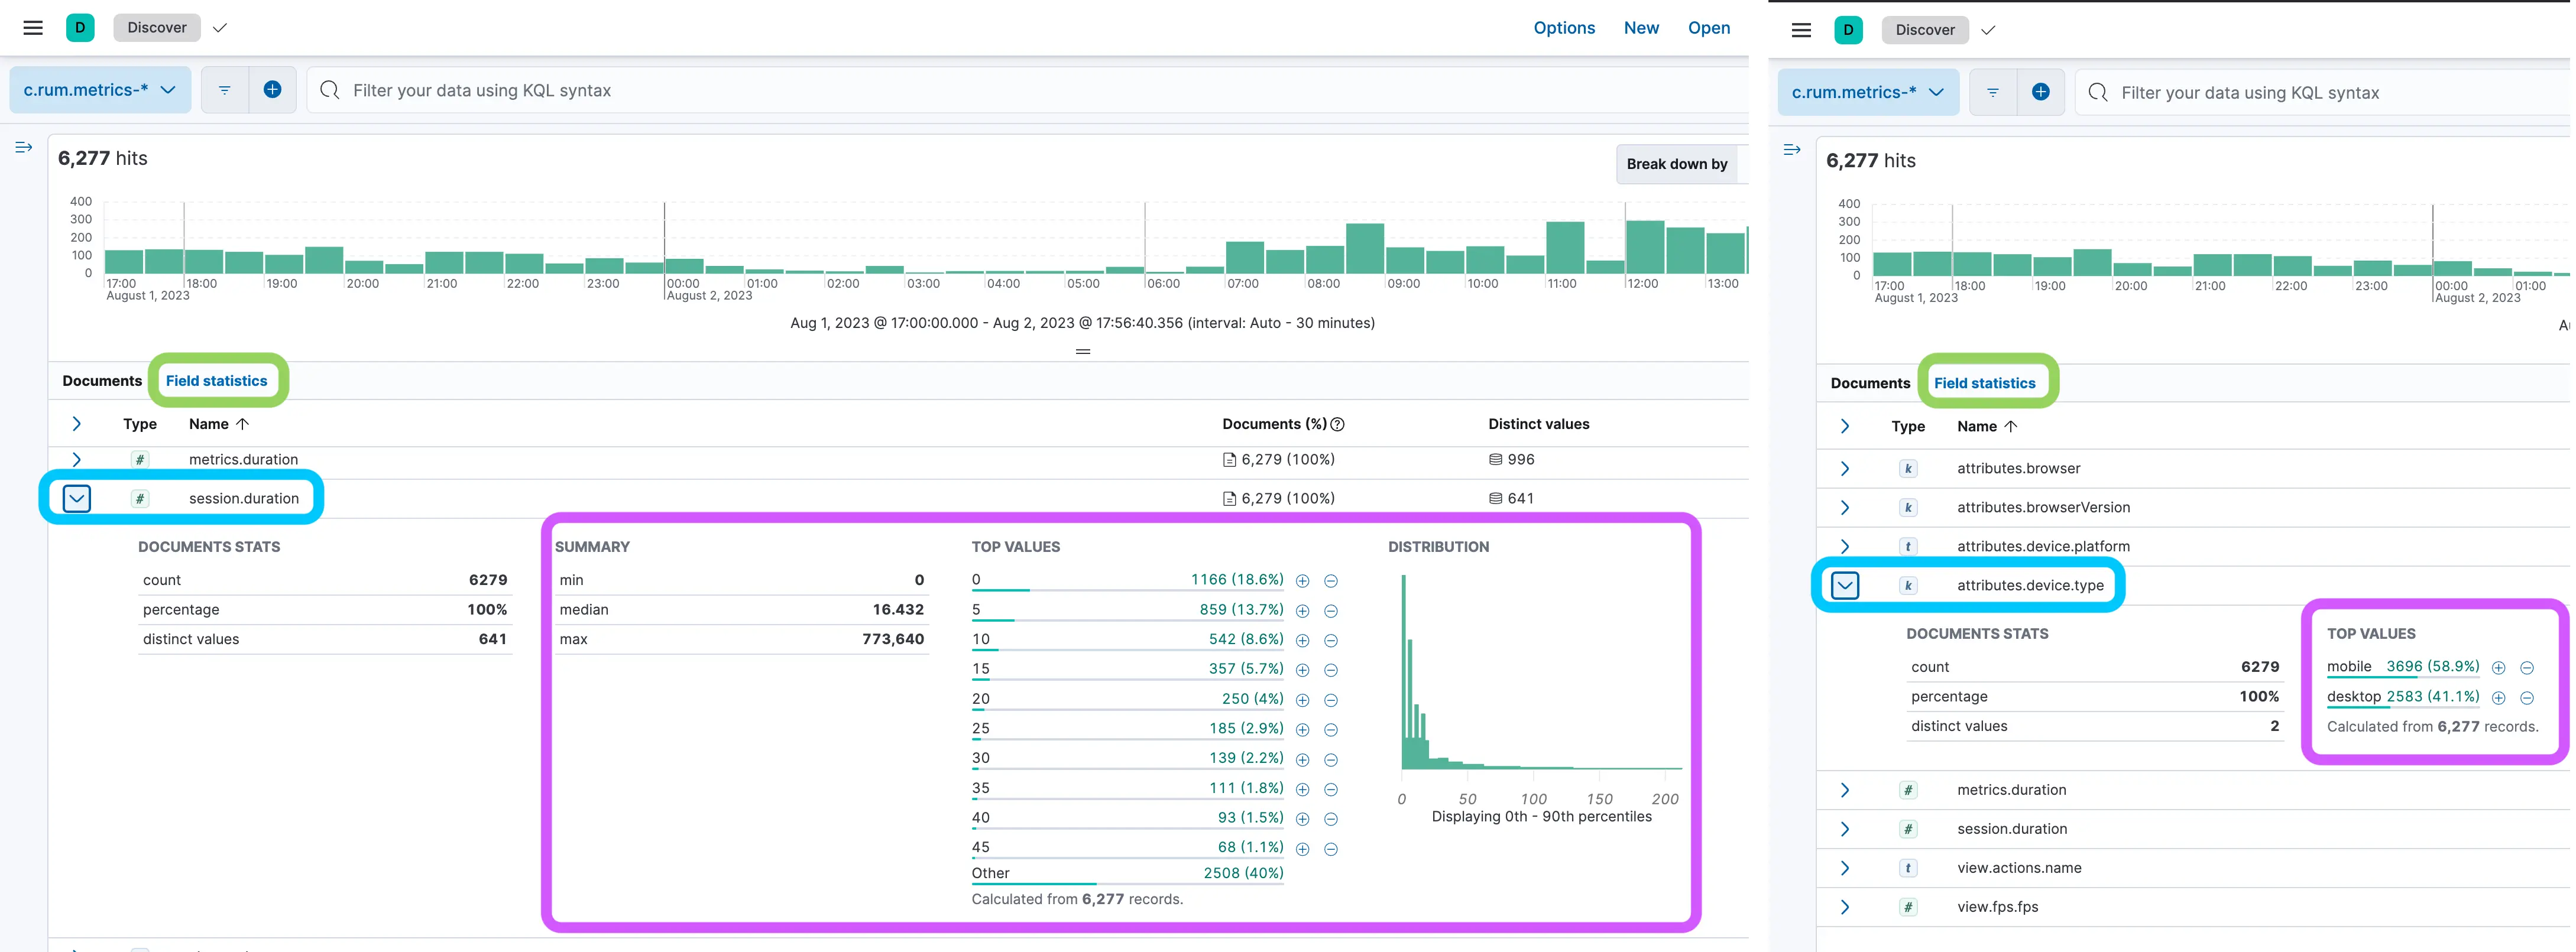 D Discover Options New Open
c.rum.metrics-* Filter your data using KQL syntax
6,277 hits
Break down by
400
300
200
100
0
17:00 18:00 19:00 20:00 21:00 22:00 23:00 00:00 01:00 02:00 03:00 04:00 05:00 06:00 07:00 08:00 09:00 10:00 11:00 12:00 13:00
August 1, 2023 August 2, 2023
Aug 1, 2023 @ 17:00:00.000 - Aug 2, 2023 @ 17:56:40.356 (interval: Auto - 30 minutes)
Documents Field statistics
Type Name Documents (%) Distinct values
# metrics.duration 6,279 (100%) 996
# session.duration 6,279 (100%) 641
DOCUMENTS STATS
count 6279
percentage 100%
distinct values 641
SUMMARY
min 0
median 16.432
max 773,640
TOP VALUES
0 1166 (18.6%)
5 859 (13.7%)
10 542 (8.6%)
15 357 (5.7%)
20 250 (4%)
25 185 (2.9%)
30 139 (2.2%)
35 111 (1.8%)
40 93 (1.5%)
45 68 (1.1%)
Other 2508 (40%)
Calculated from 6,277 records.
DISTRIBUTION
0 50 100 150 200
Displaying 0th - 90th percentiles
D Discover
c.rum.metrics-* Filter your data using KQL syntax
6,277 hits
400
300
200
100
0
17:00 18:00 19:00 20:00 21:00 22:00 23:00 00:00 01:00
August 1, 2023 August 2, 2023
Documents Field statistics
Type Name
k attributes.browser
k attributes.browserVersion
t attributes.device.platform
k attributes.device.type
DOCUMENTS STATS
count 6279
percentage 100%
distinct values 2
TOP VALUES
mobile 3696 (58.9%)
desktop 2583 (41.1%)
Calculated from 6,277 records.
# metrics.duration
# session.duration
t view.actions.name
# view.fps.fps